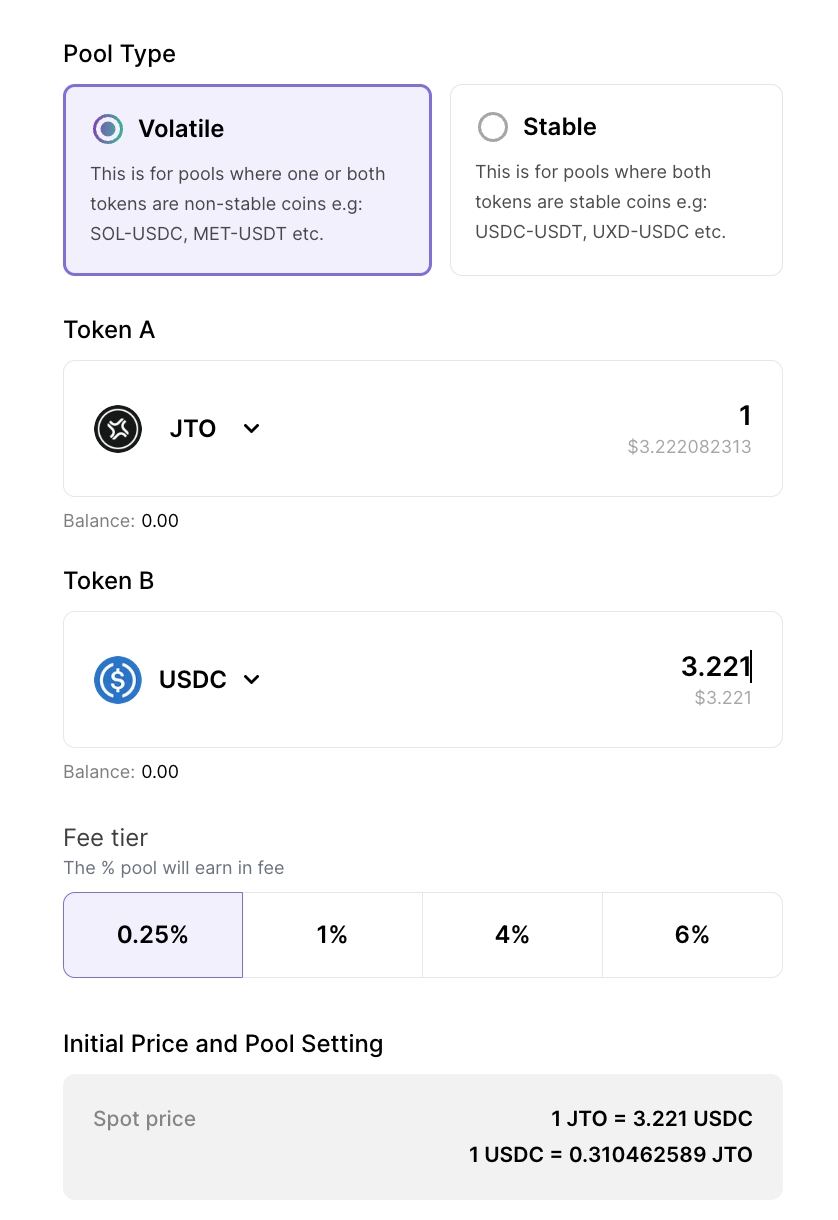 Pool Type
Volatile
This is for pools where one or both
tokens are non-stable coins e.g:
SOL-USDC, MET-USDT etc.
Stable
This is for pools where both
tokens are stable coins e.g:
USDC-USDT, UXD-USDC etc.
Token A
JTO
1
$3.222082313
Balance: 0.00
Token B
USDC
3.221
$3.221
Balance: 0.00
Fee tier
The % pool will earn in fee
0.25% 1% 4% 6%
Initial Price and Pool Setting
Spot price 1 JTO = 3.221 USDC
1 USDC = 0.310462589 JTO